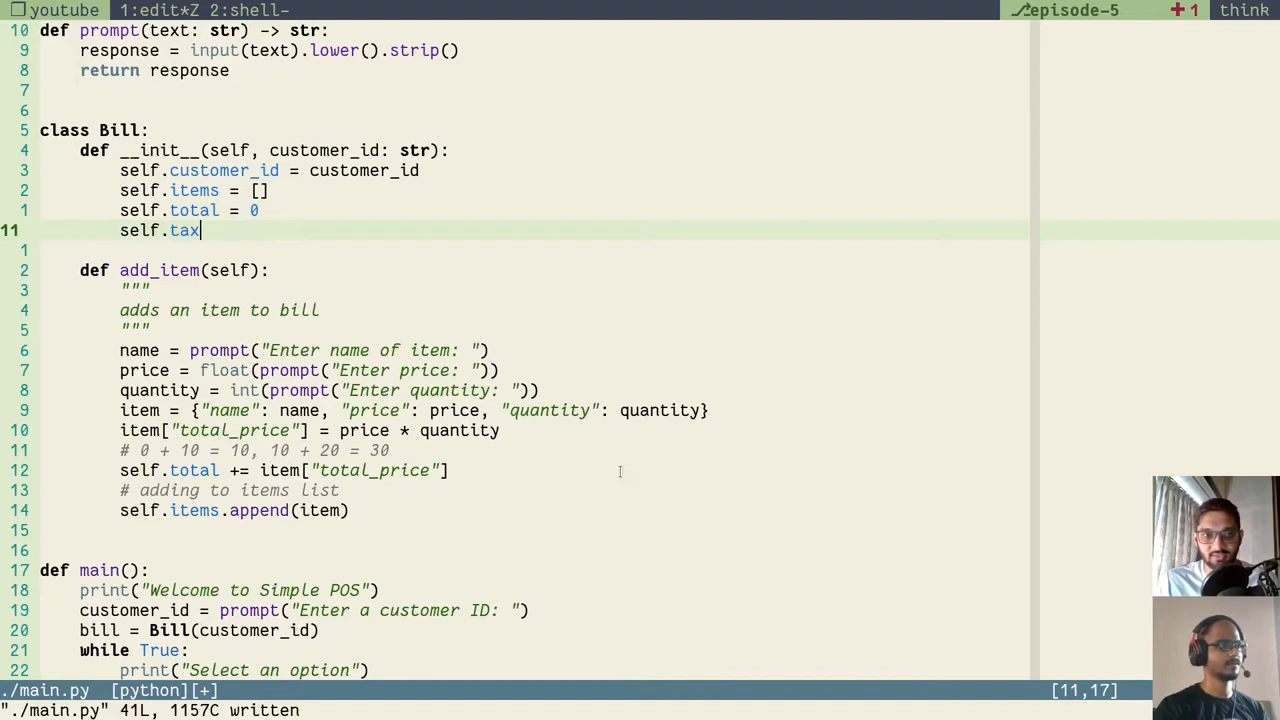 youtube 1:edit*Z 2:shell- episode-5 +1 think
10 def prompt(text: str) -> str:
9 response = input(text).lower().strip()
8 return response
7
6
5 class Bill:
4 def __init__(self, customer_id: str):
3 self.customer_id = customer_id
2 self.items = []
1 self.total = 0
11 self.tax
1
2 def add_item(self):
3 """
4 adds an item to bill
5 """
6 name = prompt("Enter name of item: ")
7 price = float(prompt("Enter price: "))
8 quantity = int(prompt("Enter quantity: "))
9 item = {"name": name, "price": price, "quantity": quantity}
10 item["total_price"] = price * quantity
11 # 0 + 10 = 10, 10 + 20 = 30
12 self.total += item["total_price"]
13 # adding to items list
14 self.items.append(item)
15
16
17 def main():
18 print("Welcome to Simple POS")
19 customer_id = prompt("Enter a customer ID: ")
20 bill = Bill(customer_id)
21 while True:
22 print("Select an option")
./main.py [python][+] [11,17]
"./main.py" 41L, 1157C written